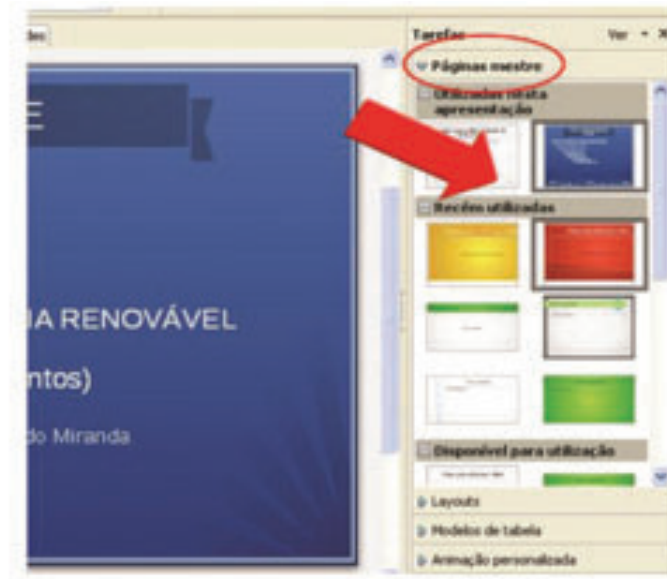 des
Tarefas
Ver
Páginas mestre
Utilizadas nesta
apresentação
Recém utilizadas
E
IA RENOVÁVEL
ntos)
do Miranda
Disponível para utilização
Layouts
Modelos de tabela
Animação personalizada